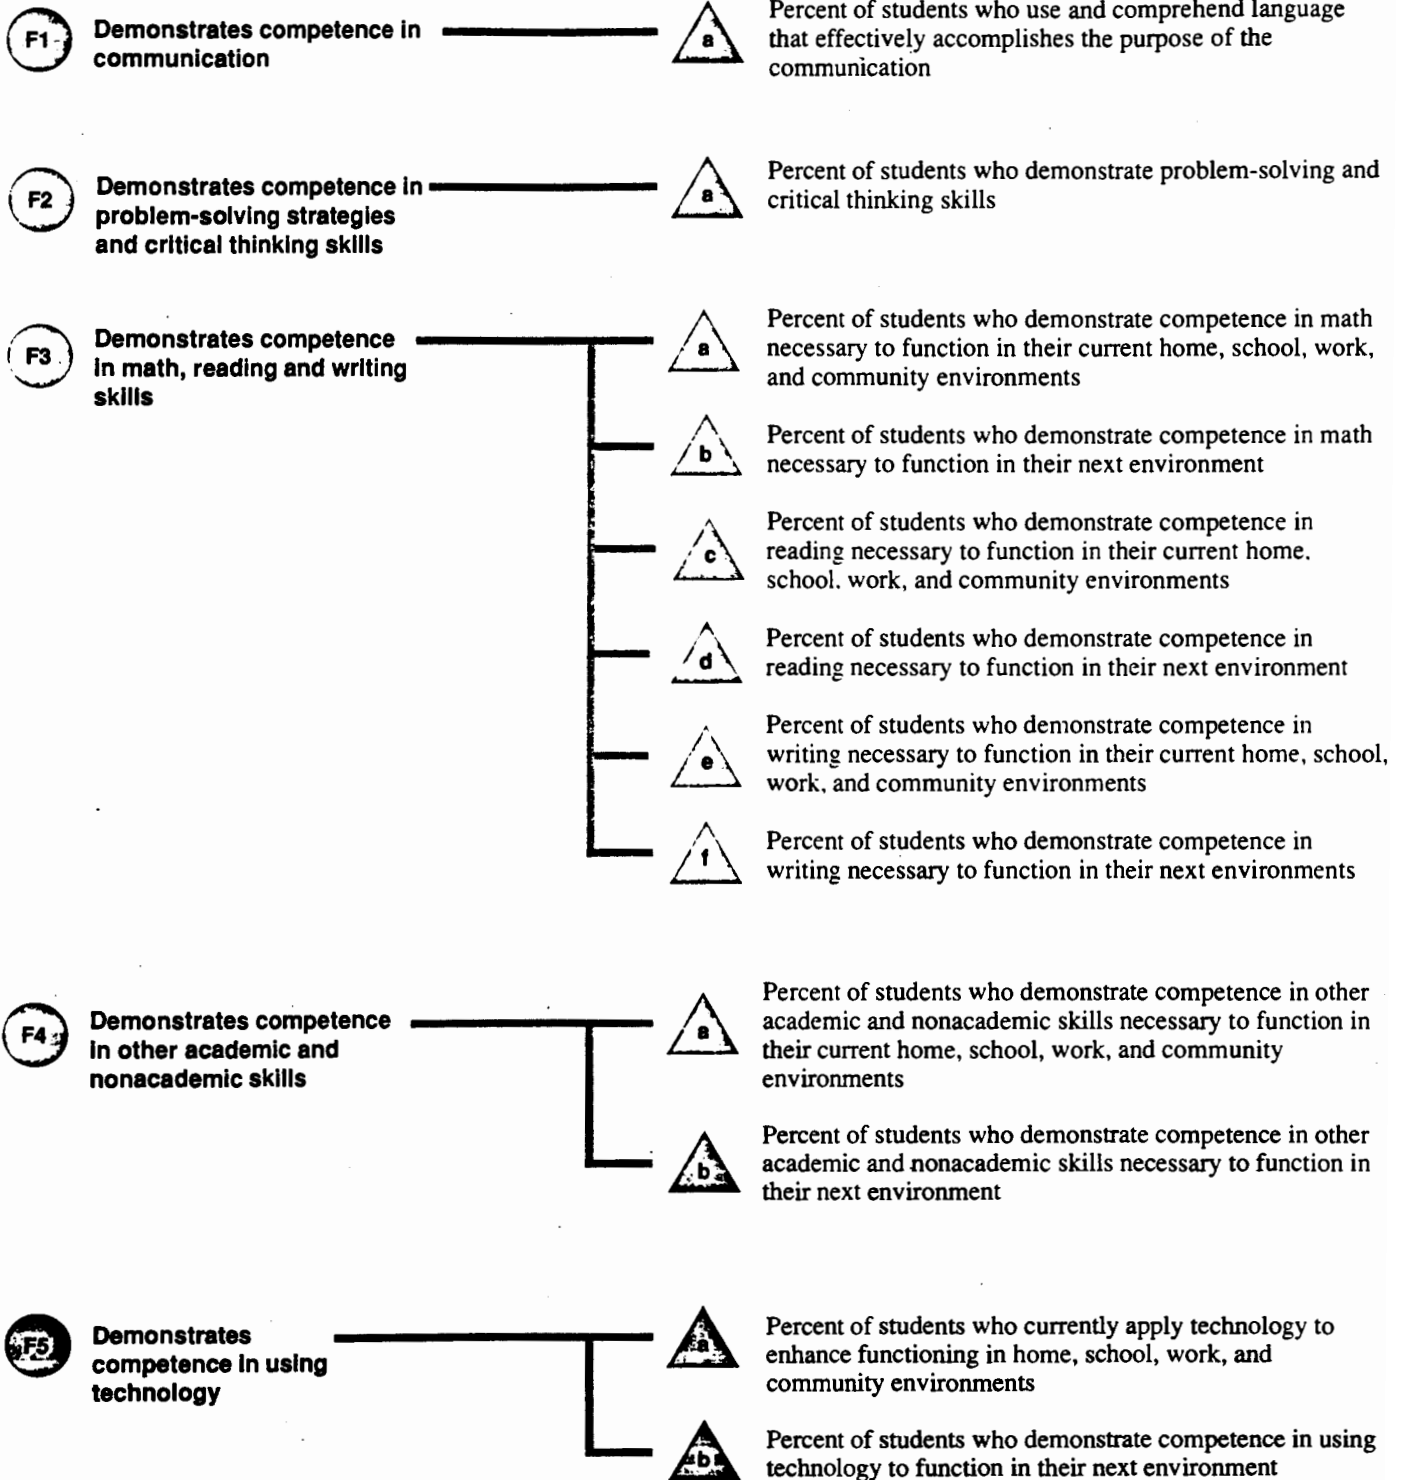 F1
Demonstrates competence in
communication
a
Percent of students who use and comprehend language
that effectively accomplishes the purpose of the
communication
F2
Demonstrates competence in
problem-solving strategies
and critical thinking skills
a
Percent of students who demonstrate problem-solving and
critical thinking skills
F3
Demonstrates competence
in math, reading and writing
skills
a
Percent of students who demonstrate competence in math
necessary to function in their current home, school, work,
and community environments
b
Percent of students who demonstrate competence in math
necessary to function in their next environment
c
Percent of students who demonstrate competence in
reading necessary to function in their current home.
school. work, and community environments
d
Percent of students who demonstrate competence in
reading necessary to function in their next environment
e
Percent of students who demonstrate competence in
writing necessary to function in their current home, school,
work, and community environments
f
Percent of students who demonstrate competence in
writing necessary to function in their next environments
F4
Demonstrates competence
in other academic and
nonacademic skills
a
Percent of students who demonstrate competence in other
academic and nonacademic skills necessary to function in
their current home, school, work, and community
environments
b
Percent of students who demonstrate competence in other
academic and nonacademic skills necessary to function in
their next environment
F5
Demonstrates
competence in using
technology
a
Percent of students who currently apply technology to
enhance functioning in home, school, work, and
community environments
b
Percent of students who demonstrate competence in using
technology to function in their next environment